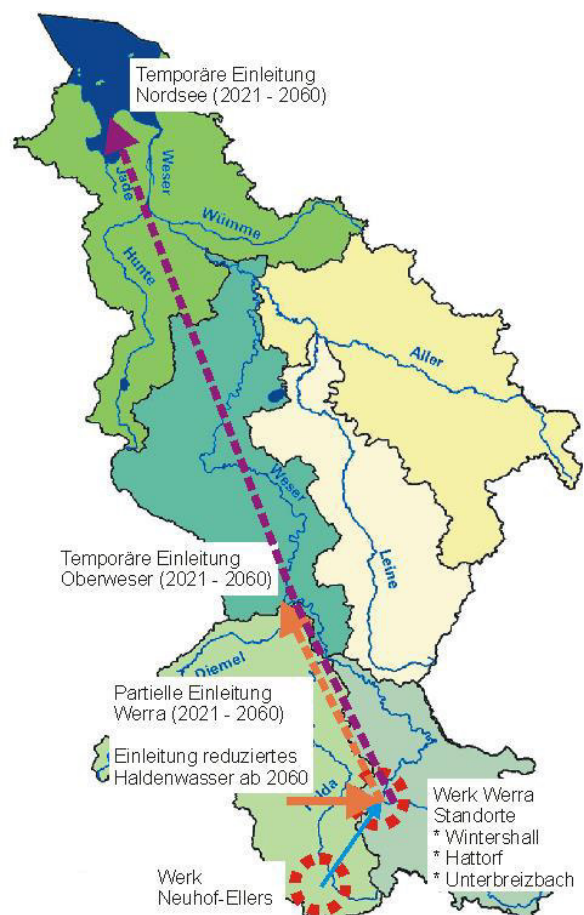 Temporäre Einleitung
Nordsee (2021 - 2060)
Weser
Jade
Wümme
Hunte
Aller
Weser
Leine
Temporäre Einleitung
Oberweser (2021 - 2060)
Diemel
Partielle Einleitung
Werra (2021 - 2060)
Einleitung reduziertes
Haldenwasser ab 2060
Werk Werra
Standorte
* Wintershall
* Hattorf
* Unterbreizbach
Werk
Neuhof-Ellers